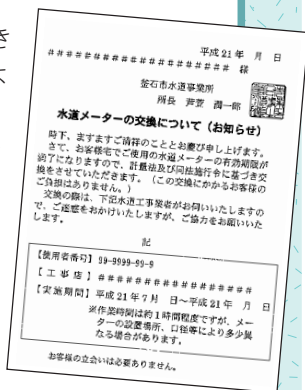 き
平成21年　月　日
＃＃＃＃＃＃＃＃＃＃＃＃＃＃＃＃＃＃＃ 様
釜石市水道事業所
所長　芦萱　潤一郎
水道メーターの交換について（お知らせ）
時下、ますますご清祥のこととお慶び申し上げます。
さて、お客様宅でご使用の水道メーターの有効期限が
満了になりますので、計量法及び同法施行令に基づき交
換をさせていただきます。（この交換にかかるお客様の
ご負担はありません。）
交換の際は、下記水道工事業者がお伺いいたしますの
で、ご迷惑をおかけいたしますが、ご協力をお願いいた
します。
記
【使用者番号】99-9999-99-9
【 工 事 店 】＃＃＃＃＃＃＃＃＃＃＃＃＃＃＃
【実施期間】平成21年7月　日～平成21年　月　日
※作業時間は約1時間程度ですが、メー
ターの設置場所、口径等により多少異
なる場合があります。
お客様の立会いは必要ありません。